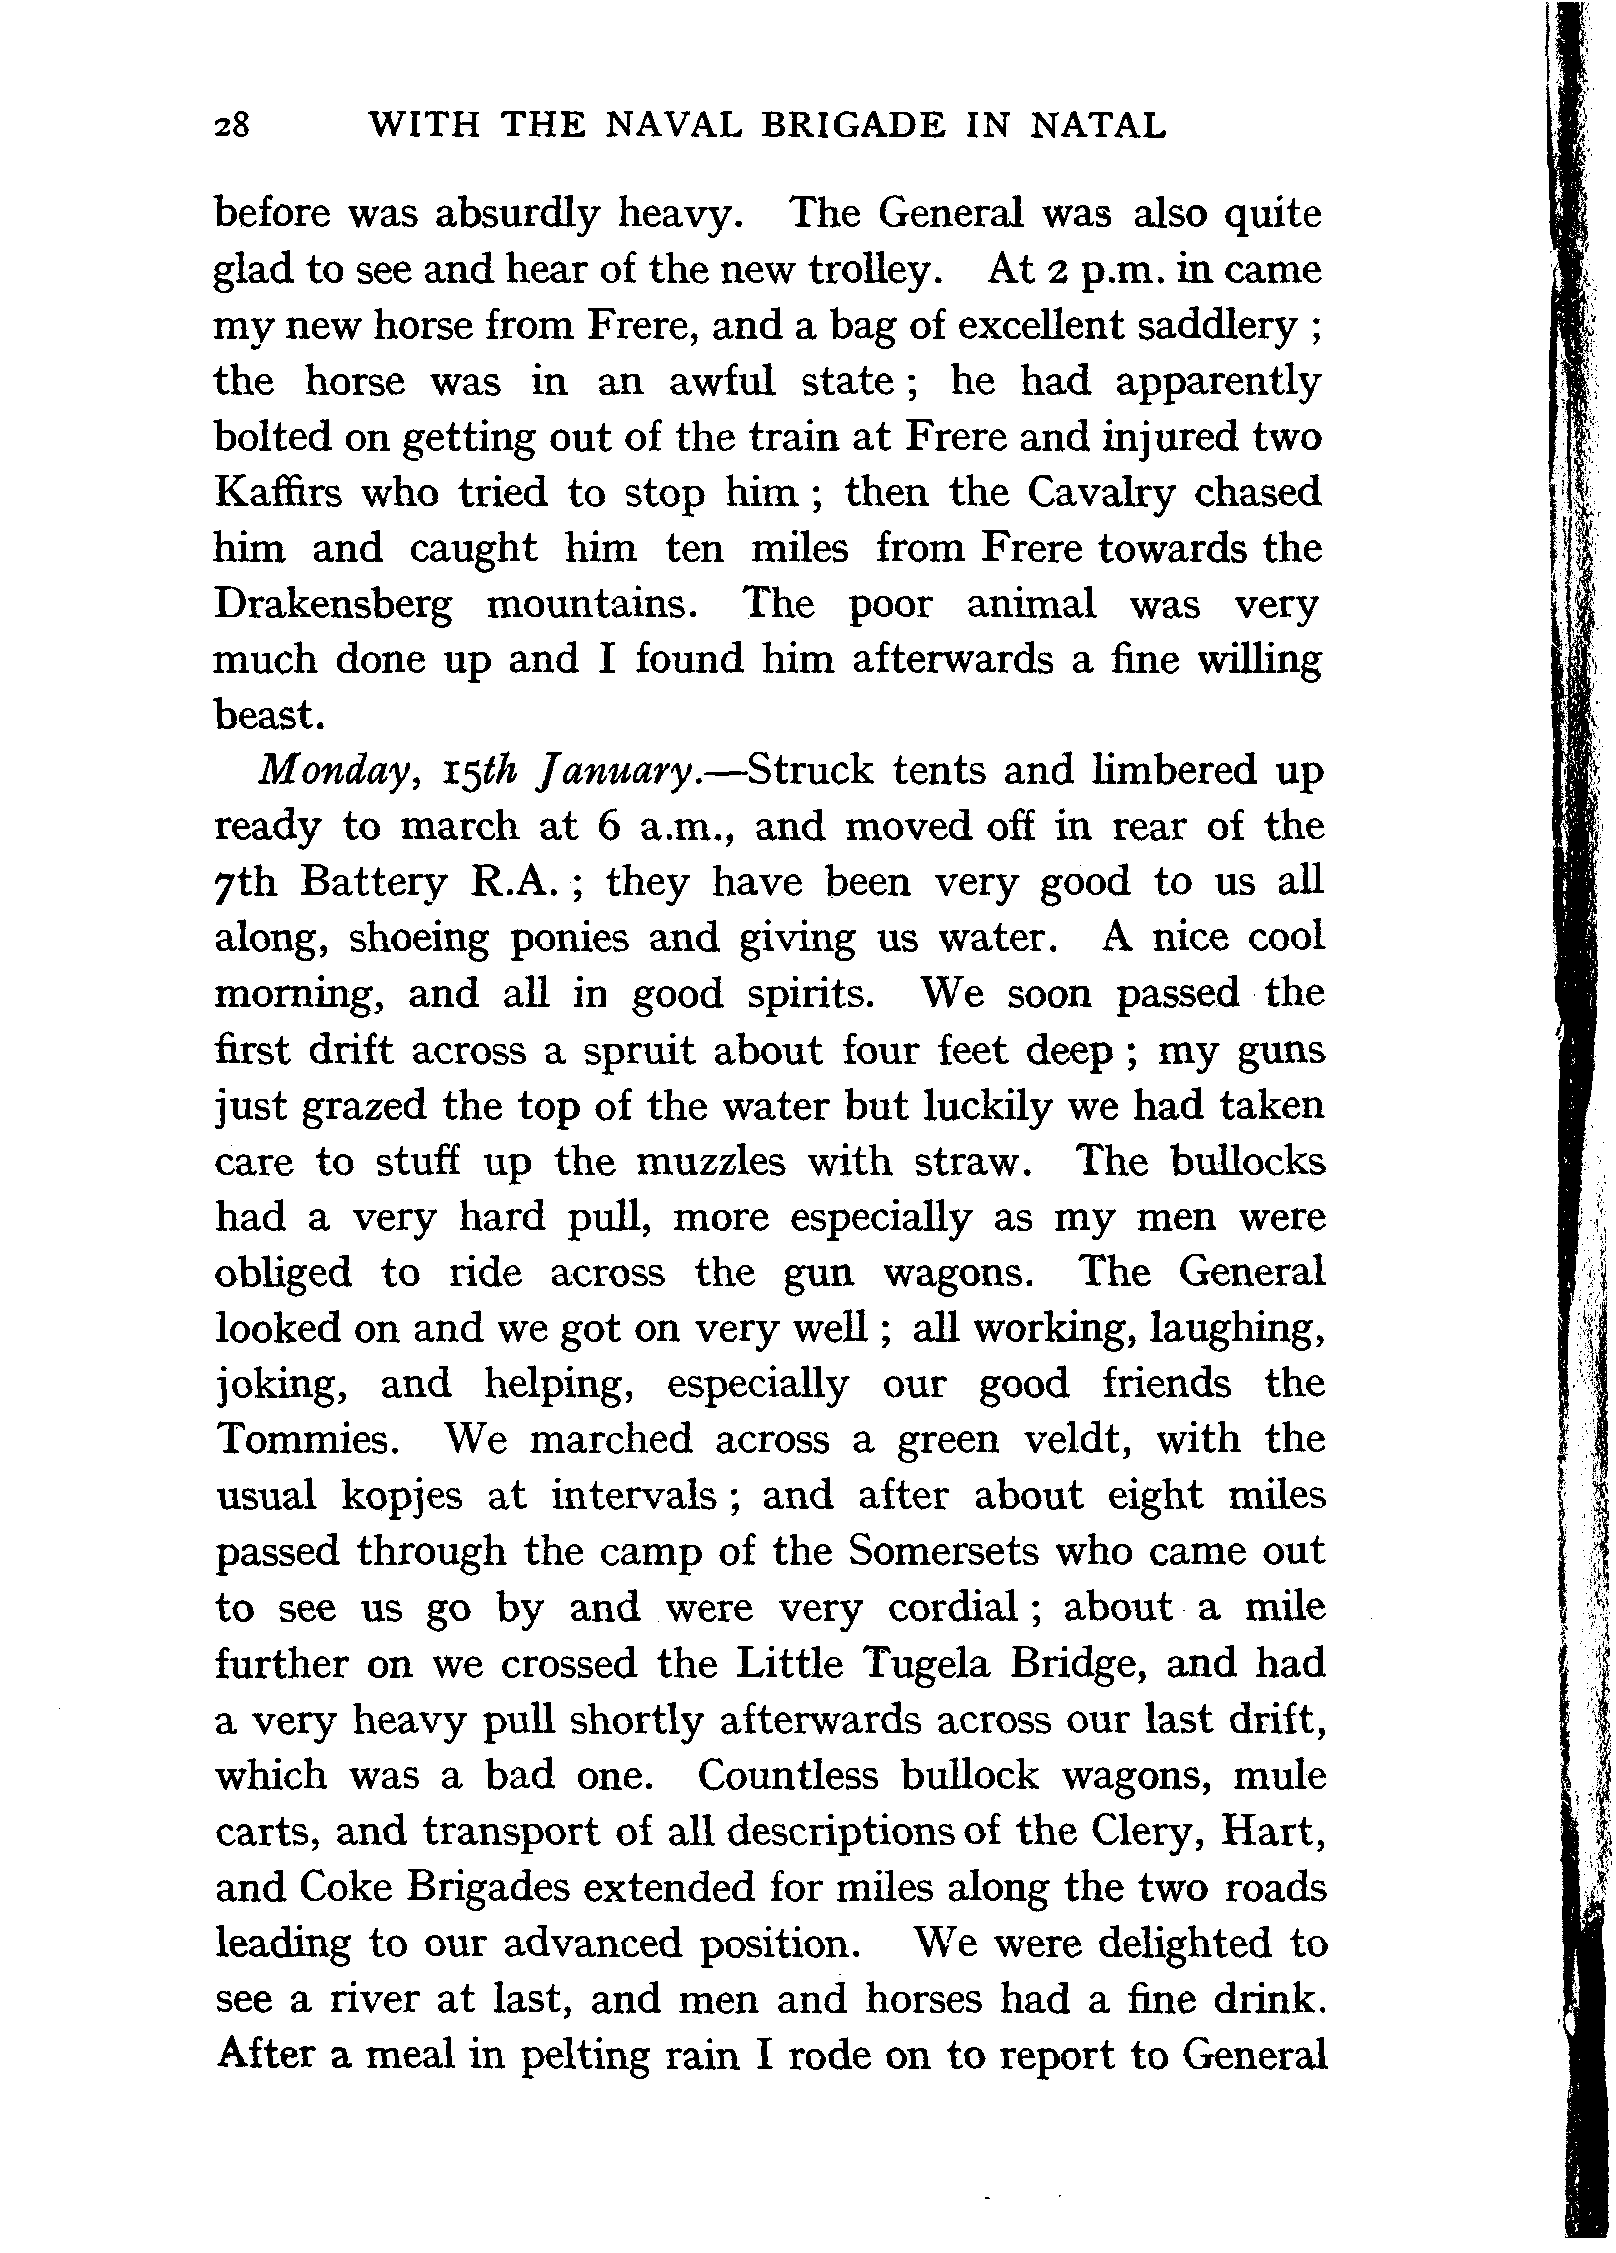 28 WITH THE NAVAL BRIGADE IN NATAL
before was absurdly heavy. The General was also quite
glad to see and hear of the new trolley. At 2 p.m. in came
my new horse from Frere, and a bag of excellent saddlery ;
the horse was in an awful state ; he had apparently
bolted on getting out of the train at Frere and injured two
Kaffirs who tried to stop him ; then the Cavalry chased
him and caught him ten miles from Frere towards the
Drakensberg mountains. The poor animal was very
much done up and I found him afterwards a fine willing
beast.
Monday, 15th January.—Struck tents and limbered up
ready to march at 6 a.m., and moved off in rear of the
7th Battery R.A. ; they have been very good to us all
along, shoeing ponies and giving us water. A nice cool
morning, and all in good spirits. We soon passed the
first drift across a spruit about four feet deep ; my guns
just grazed the top of the water but luckily we had taken
care to stuff up the muzzles with straw. The bullocks
had a very hard pull, more especially as my men were
obliged to ride across the gun wagons. The General
looked on and we got on very well ; all working, laughing,
joking, and helping, especially our good friends the
Tommies. We marched across a green veldt, with the
usual kopjes at intervals ; and after about eight miles
passed through the camp of the Somersets who came out
to see us go by and were very cordial ; about a mile
further on we crossed the Little Tugela Bridge, and had
a very heavy pull shortly afterwards across our last drift,
which was a bad one. Countless bullock wagons, mule
carts, and transport of all descriptions of the Clery, Hart,
and Coke Brigades extended for miles along the two roads
leading to our advanced position. We were delighted to
see a river at last, and men and horses had a fine drink.
After a meal in pelting rain I rode on to report to General